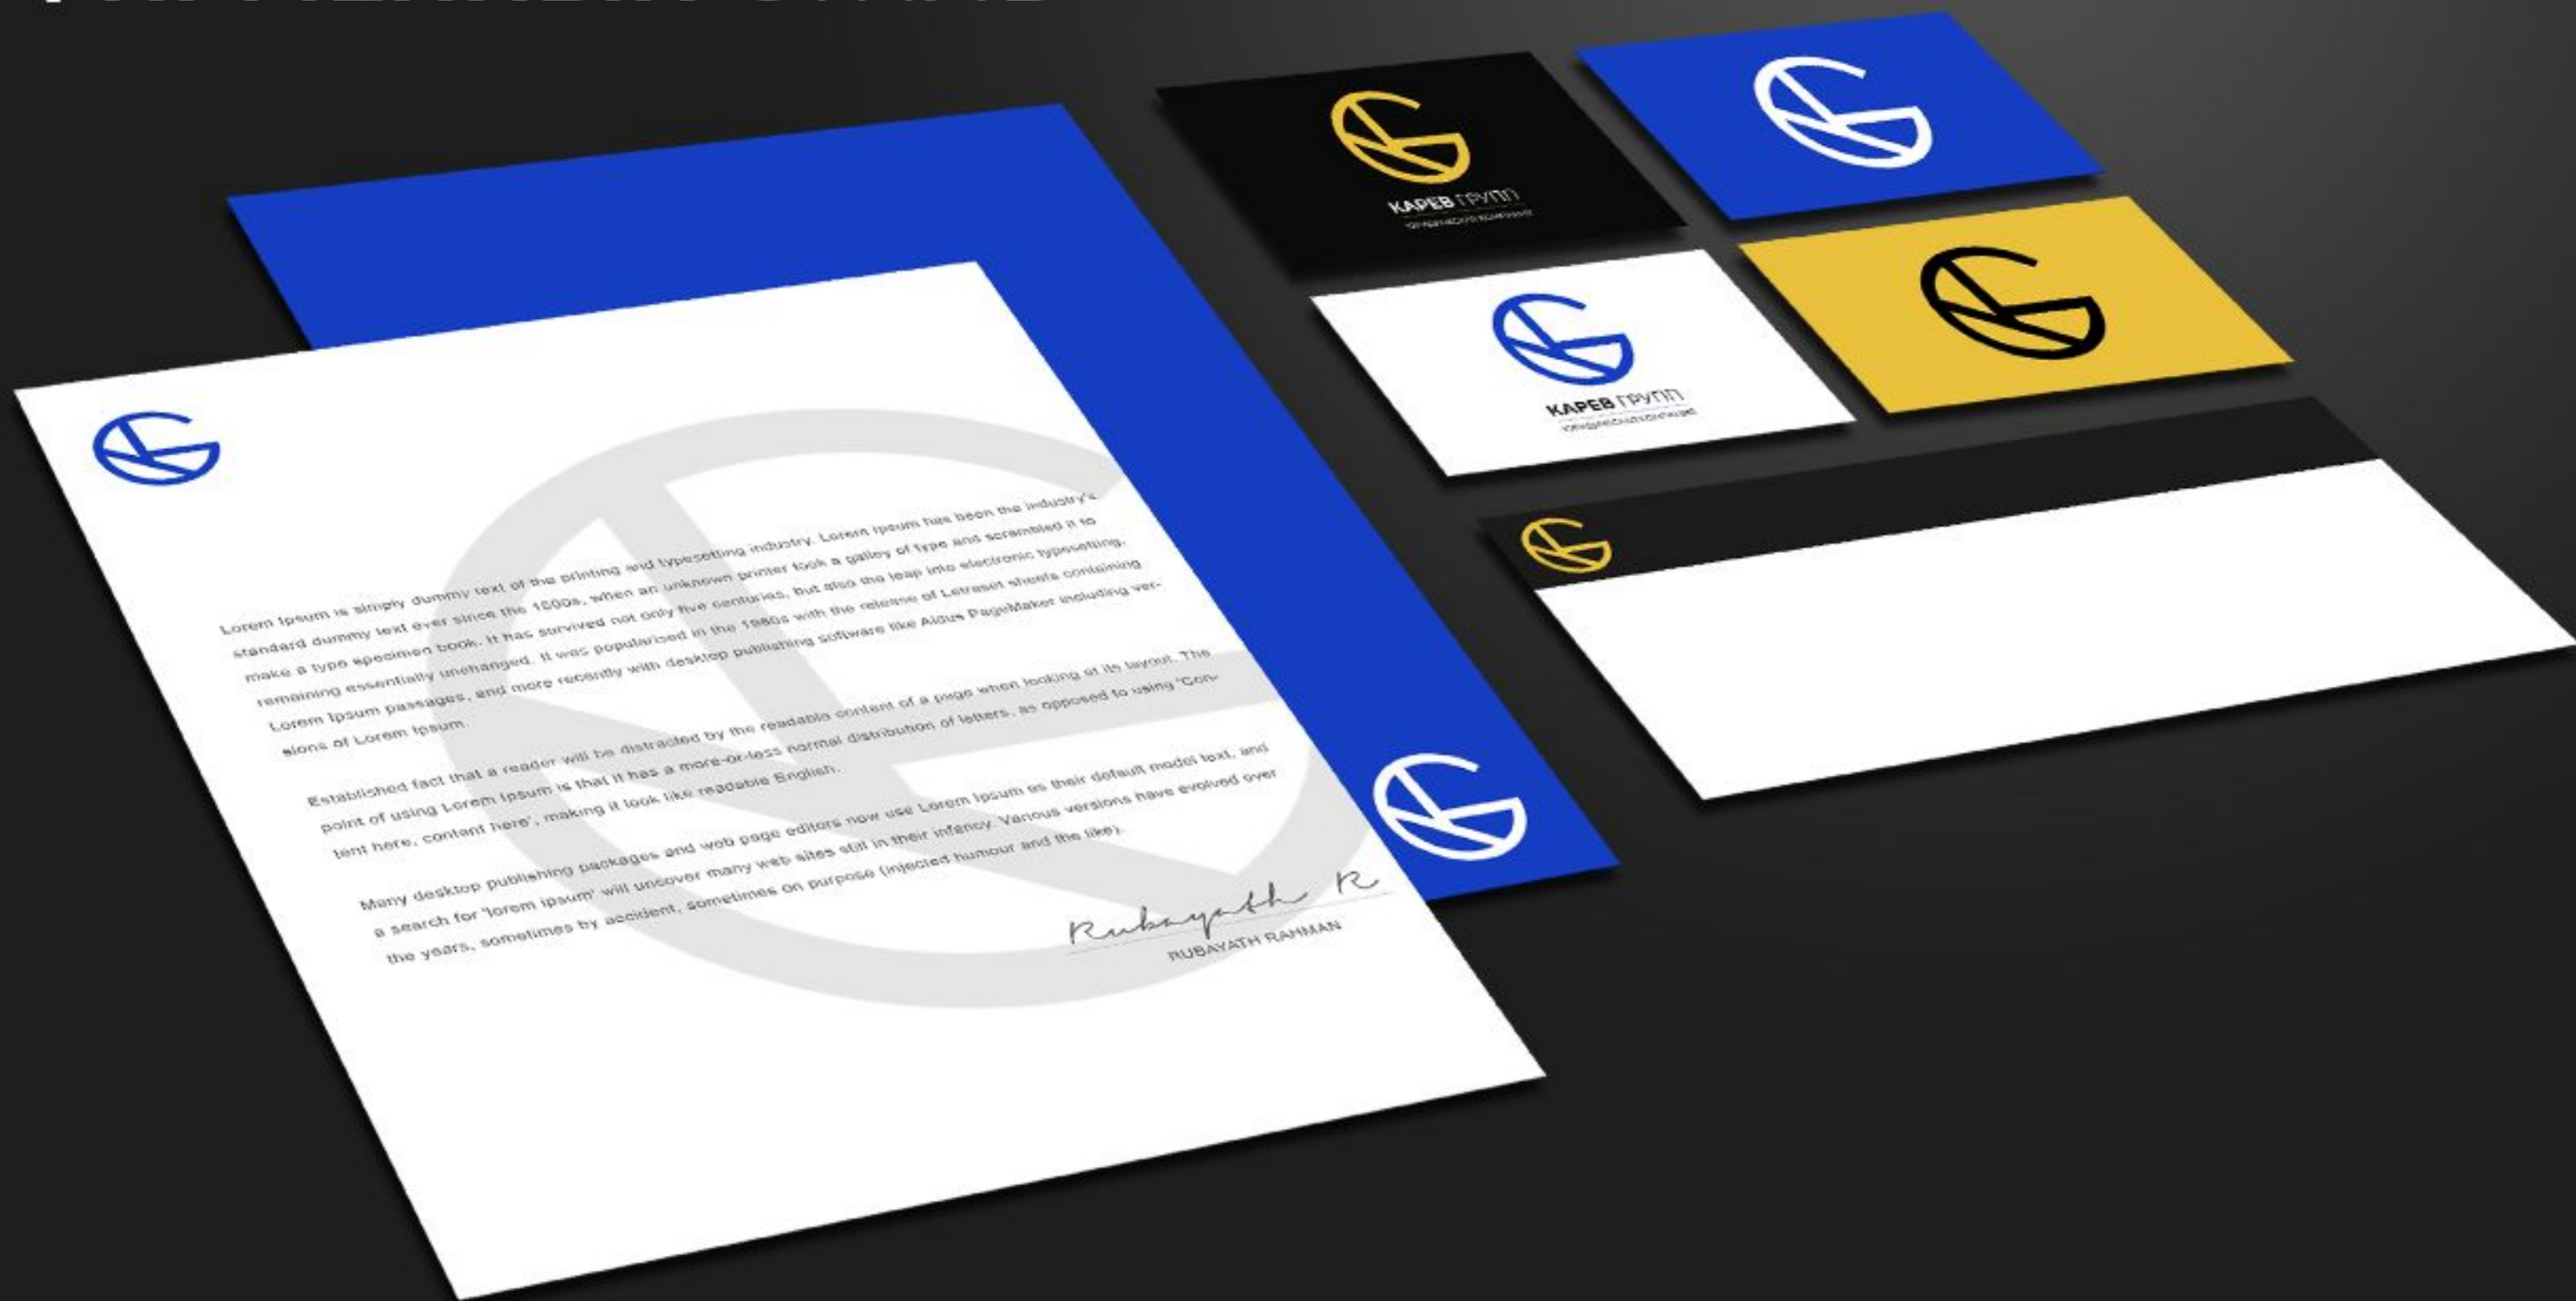 Lorem Ipsum is simply dummy text of the printing and typesetting industry. Lorem Ipsum has been the industry's
standard dummy text ever since the 1500s, when an unknown printer took a galley of type and scrambled it to
make a type specimen book. It has survived not only five centuries, but also the leap into electronic typesetting,
remaining essentially unchanged. It was popularised in the 1960s with the release of Letraset sheets containing
Lorem Ipsum passages, and more recently with desktop publishing software like Aldus PageMaker including ver-
sions of Lorem Ipsum.
Established fact that a reader will be distracted by the readable content of a page when looking at its layout. The
point of using Lorem Ipsum is that it has a more-or-less normal distribution of letters, as opposed to using 'Con-
tent here, content here', making it look like readable English.
Many desktop publishing packages and web page editors now use Lorem Ipsum as their default model text, and
a search for 'lorem ipsum' will uncover many web sites still in their infancy. Various versions have evolved over
the years, sometimes by accident, sometimes on purpose (injected humour and the like).
Rubayath R
RUBAYATH RAHMAN
КАРЕВ ГРУПП
КАРЕВ ГРУПП